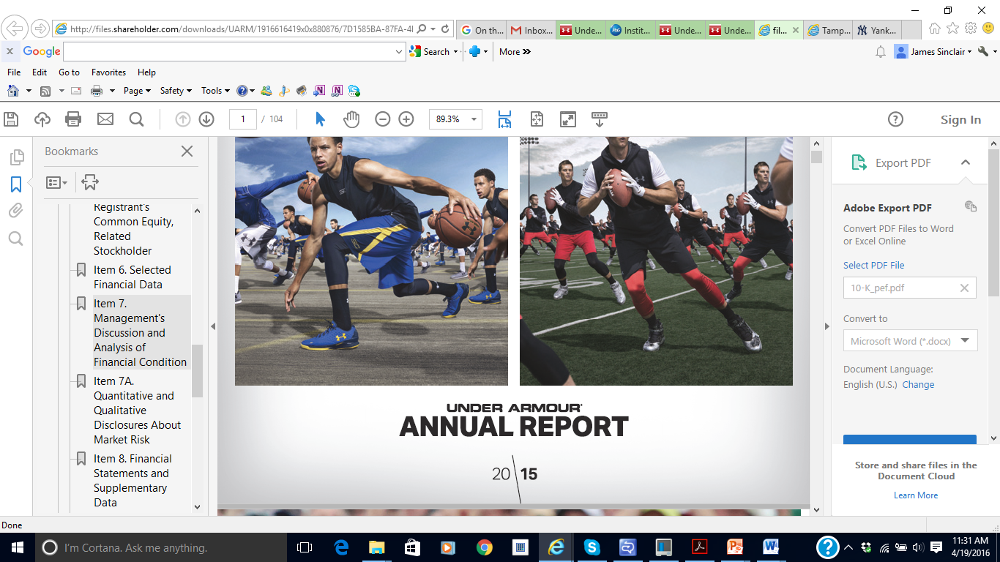 http://files.shareholder.com/downloads/UARM/1916616419x0x880876/7D1585BA-87FA-4I
On th...
Inbox...
Unde...
Instit...
Unde...
Unde...
fil...
Tamp...
Yank...
x
Google
Search
More »
James Sinclair
File Edit Go to Favorites Help
Page Safety Tools
1 / 104
89.3%
Sign In
Bookmarks
Registrant's
Common Equity,
Related
Stockholder
Item 6. Selected
Financial Data
Item 7.
Management's
Discussion and
Analysis of
Financial Condition
Item 7A.
Quantitative and
Qualitative
Disclosures About
Market Risk
Item 8. Financial
Statements and
Supplementary
Data
UNDER ARMOUR
ANNUAL REPORT
20 15
Export PDF
Adobe Export PDF
Convert PDF Files to Word
or Excel Online
Select PDF File
10-K_pef.pdf
Convert to
Microsoft Word (*.docx)
Document Language:
English (U.S.) Change
Store and share files in the
Document Cloud
Learn More
Done
I'm Cortana. Ask me anything.
11:31 AM
4/19/2016